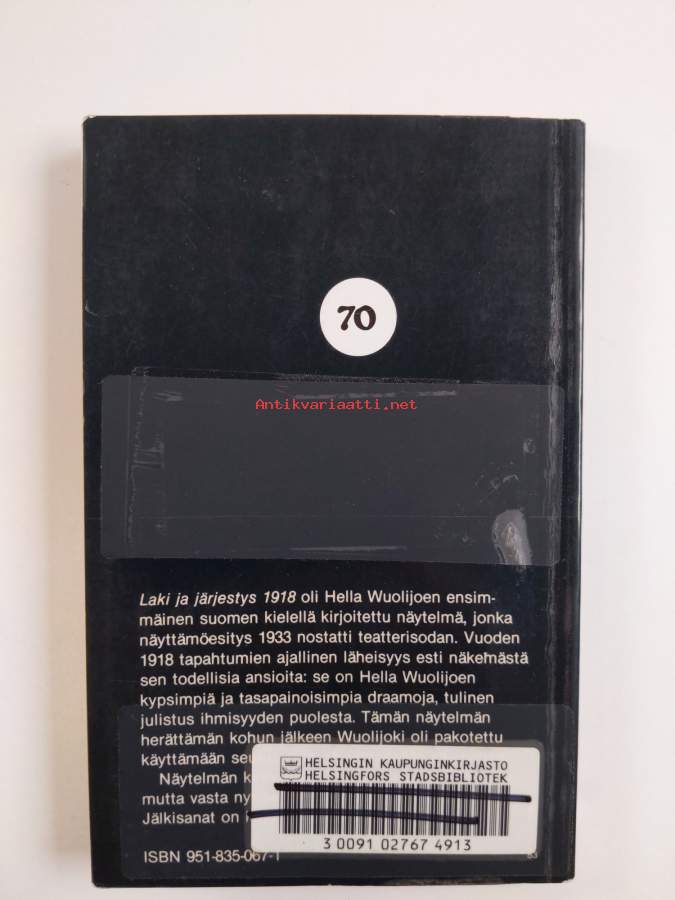 70
Antikvariaatti.net
Laki ja järjestys 1918 oli Hella Wuolijoen ensim-
mäinen suomen kielellä kirjoitettu näytelmä, jonka
näyttämöesitys 1933 nostatti teatterisodan. Vuoden
1918 tapahtumien ajallinen läheisyys esti näkemästä
sen todellisia ansioita: se on Hella Wuolijoen
kypsimpiä ja tasapainoisimpia draamoja, tulinen
julistus ihmisyyden puolesta. Tämän näytelmän
herättämän kohun jälkeen Wuolijoki oli pakotettu
käyttämään
Näytelmän
mutta vasta
Jälkisanat on
HELSINGIN KAUPUNGINKIRJASTO
HELSINGFORS STADSBIBLIOTEK
3 0091 02767 4913
ISBN 951-835-067-1